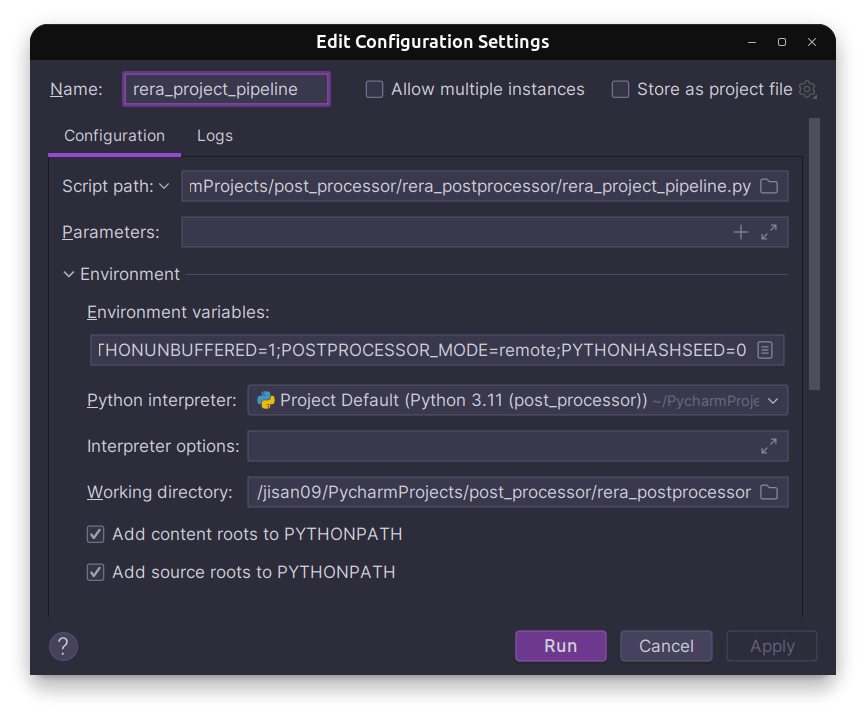 Edit Configuration Settings
Name: rera_project_pipeline Allow multiple instances Store as project file
Configuration Logs
Script path: mProjects/post_processor/rera_postprocessor/rera_project_pipeline.py
Parameters:
Environment
Environment variables:
THONUNBUFFERED=1;POSTPROCESSOR_MODE=remote;PYTHONHASHSEED=0
Python interpreter: Project Default (Python 3.11 (post_processor)) ~/PycharmProje
Interpreter options:
Working directory: /jisan09/PycharmProjects/post_processor/rera_postprocessor
Add content roots to PYTHONPATH
Add source roots to PYTHONPATH
? Run Cancel Apply